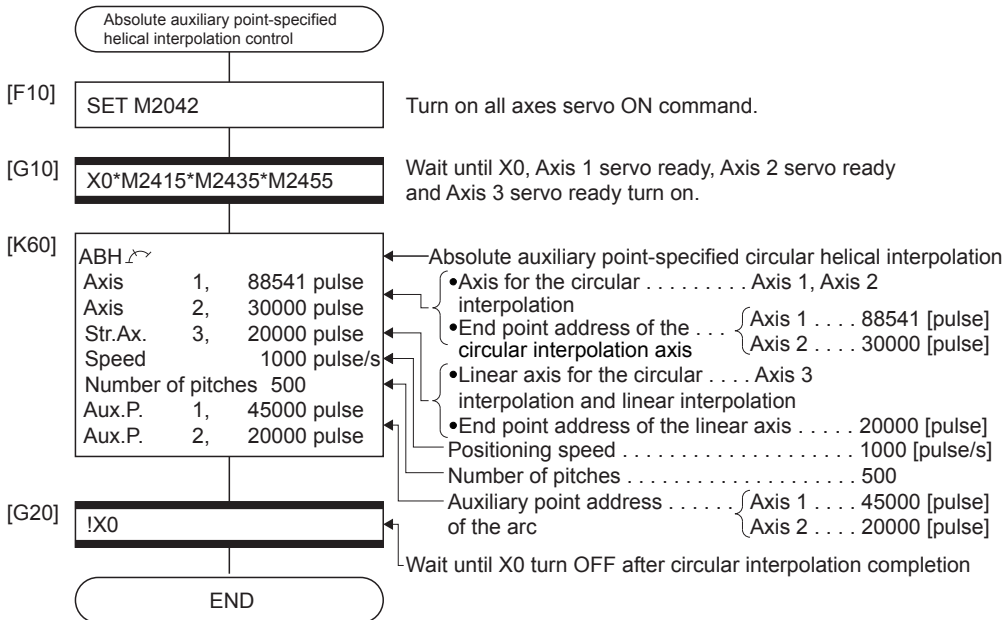 Absolute auxiliary point-specified
helical interpolation control
[F10]
SET M2042
Turn on all axes servo ON command.
[G10]
X0*M2415*M2435*M2455
Wait until X0, Axis 1 servo ready, Axis 2 servo ready
and Axis 3 servo ready turn on.
[K60]
ABH
Axis 1, 88541 pulse
Axis 2, 30000 pulse
Str.Ax. 3, 20000 pulse
Speed 1000 pulse/s
Number of pitches 500
Aux.P. 1, 45000 pulse
Aux.P. 2, 20000 pulse
Absolute auxiliary point-specified circular helical interpolation
•Axis for the circular . . . . . . . . . Axis 1, Axis 2
interpolation
•End point address of the . . . Axis 1 . . . . 88541 [pulse]
circular interpolation axis Axis 2 . . . . 30000 [pulse]
•Linear axis for the circular . . . . Axis 3
interpolation and linear interpolation
•End point address of the linear axis . . . . . 20000 [pulse]
Positioning speed . . . . . . . . . . . . . . . . . . . . 1000 [pulse/s]
Number of pitches . . . . . . . . . . . . . . . . . . . . 500
Auxiliary point address . . . . . . Axis 1 . . . . 45000 [pulse]
of the arc Axis 2 . . . . 20000 [pulse]
[G20]
!X0
Wait until X0 turn OFF after circular interpolation completion
END